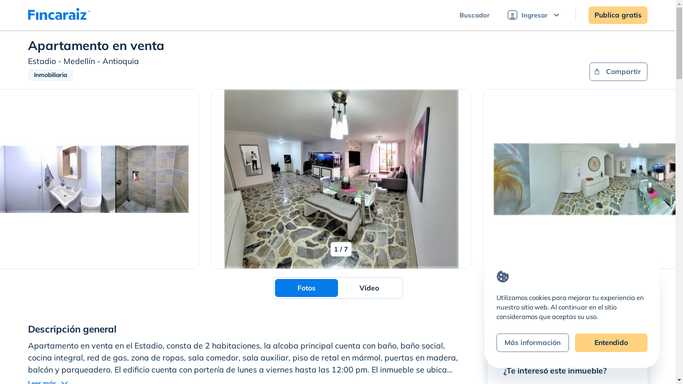 Fincaraiz
Buscador
Ingresar
Publica gratis
Apartamento en venta
Estadio - Medellín - Antioquia
Inmobiliaria
Compartir
1 / 7
Fotos
Video
Utilizamos cookies para mejorar tu experiencia en
nuestro sitio web. Al continuar en el sitio
consideramos que aceptas su uso.
Más información
Entendido
Descripción general
Apartamento en venta en el Estadio, consta de 2 habitaciones, la alcoba principal cuenta con baño, baño social,
cocina integral, red de gas, zona de ropas, sala comedor, sala auxiliar, piso de retal en mármol, puertas en madera,
balcón y parqueadero. El edificio cuenta con portería de lunes a viernes hasta las 12:00 pm. El inmueble se ubica...
Leer más
¿Te interesó este inmueble?